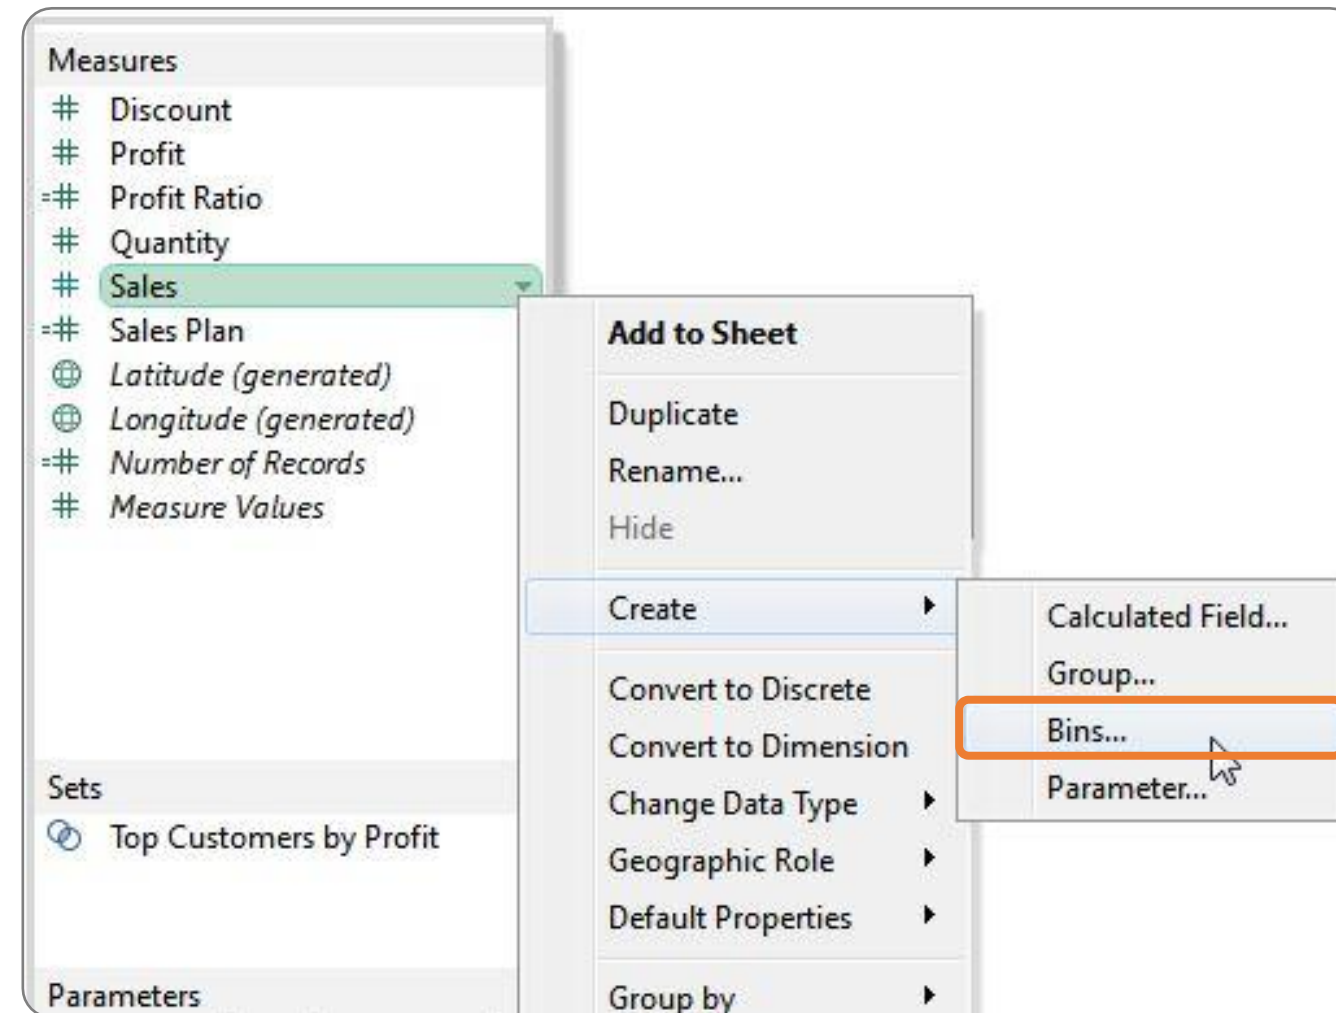 Measures
Discount
Profit
Profit Ratio
Quantity
Sales
Sales Plan
Latitude (generated)
Longitude (generated)
Number of Records
Measure Values
Sets
Top Customers by Profit
Parameters
Add to Sheet
Duplicate
Rename...
Hide
Create
Convert to Discrete
Convert to Dimension
Change Data Type
Geographic Role
Default Properties
Group by
Calculated Field...
Group...
Bins...
Parameter...